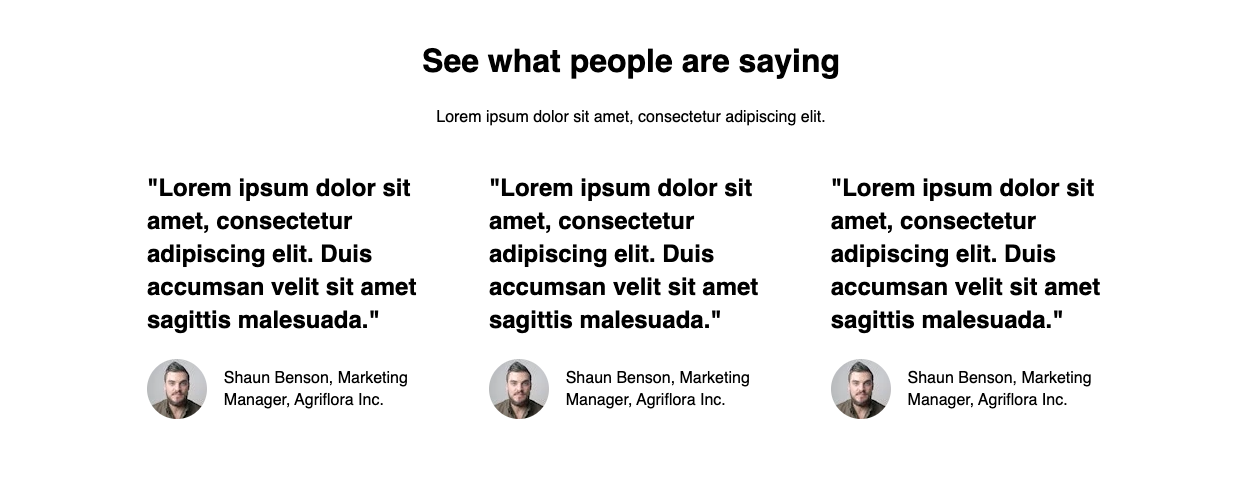 See what people are saying
Lorem ipsum dolor sit amet, consectetur adipiscing elit.
"Lorem ipsum dolor sit
amet, consectetur
adipiscing elit. Duis
accumsan velit sit amet
sagittis malesuada."
Shaun Benson, Marketing
Manager, Agriflora Inc.
"Lorem ipsum dolor sit
amet, consectetur
adipiscing elit. Duis
accumsan velit sit amet
sagittis malesuada."
Shaun Benson, Marketing
Manager, Agriflora Inc.
"Lorem ipsum dolor sit
amet, consectetur
adipiscing elit. Duis
accumsan velit sit amet
sagittis malesuada."
Shaun Benson, Marketing
Manager, Agriflora Inc.